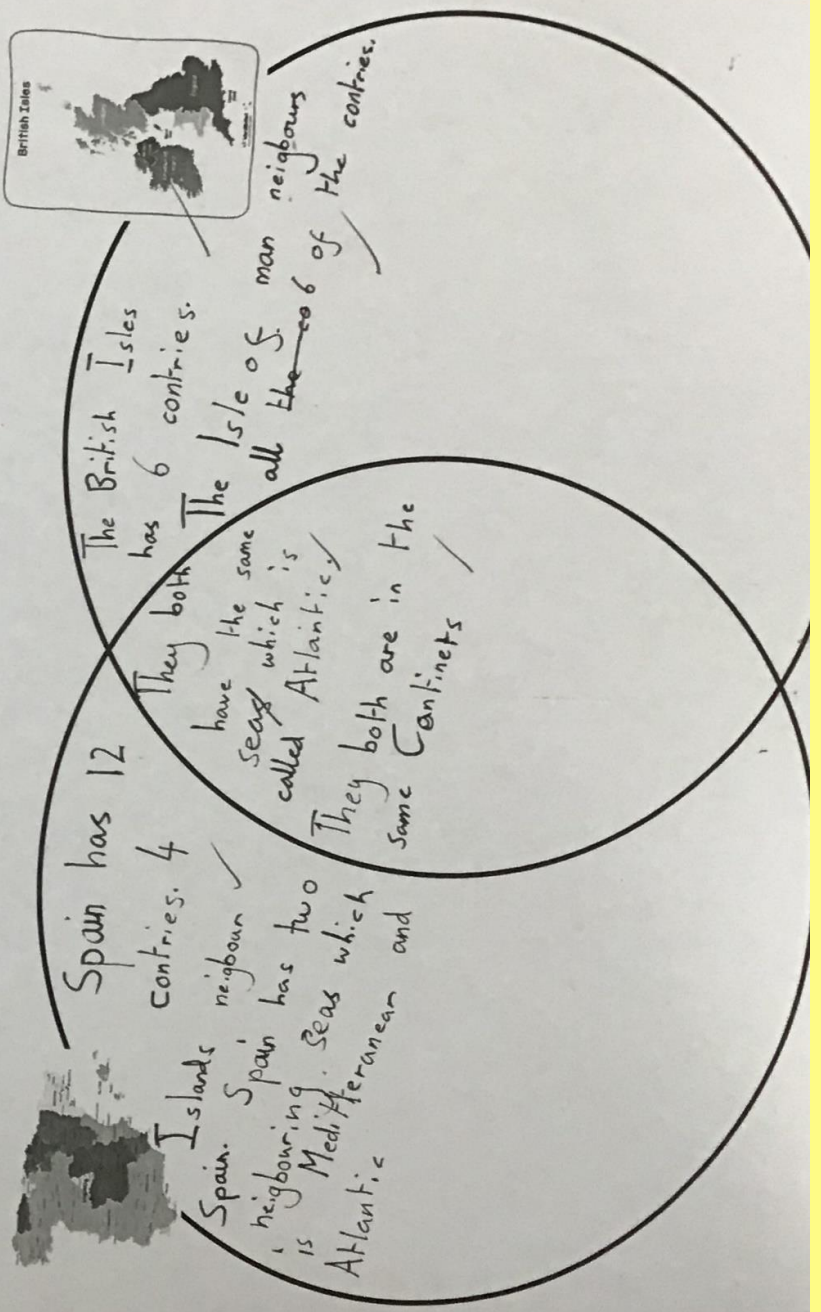 Spain has 12
contries. 4
Islands neigbour
Spain. Spain has two
neigbouring seas which
is Mediteranean and
Atlantic
They both
have the same
seas which is
called Atlantic.
They both are in the
same Continets
The British Isles
has 6 contries.
The Isle of man neigbours
all the co 6 of the contries.
British Isles